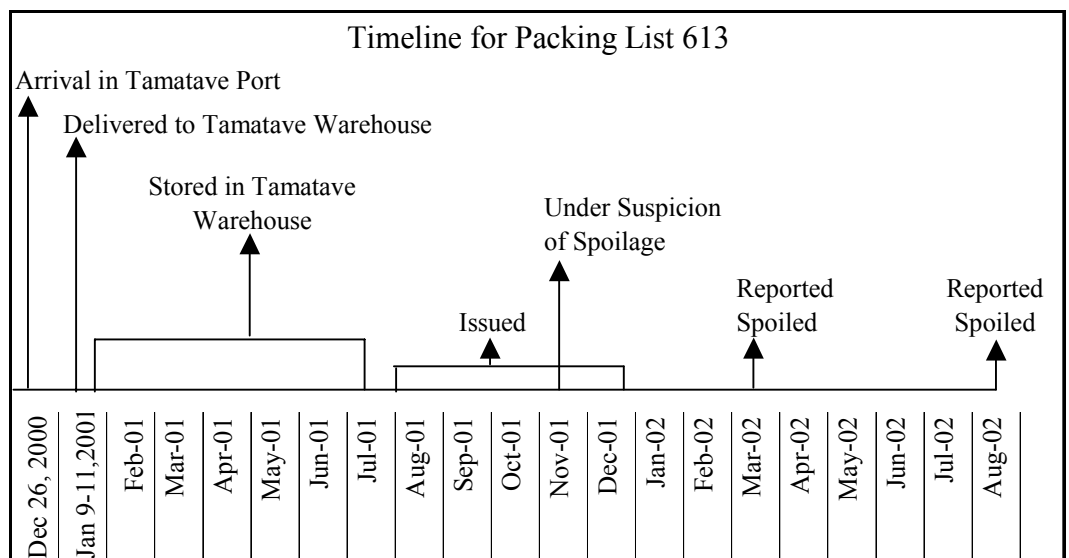 Timeline for Packing List 613
Arrival in Tamatave Port
Delivered to Tamatave Warehouse
Stored in Tamatave
Warehouse
Under Suspicion
of Spoilage
Issued
Reported
Spoiled
Reported
Spoiled
Dec 26, 2000
Jan 9-11,2001
Feb-01
Mar-01
Apr-01
May-01
Jun-01
Jul-01
Aug-01
Sep-01
Oct-01
Nov-01
Dec-01
Jan-02
Feb-02
Mar-02
Apr-02
May-02
Jun-02
Jul-02
Aug-02